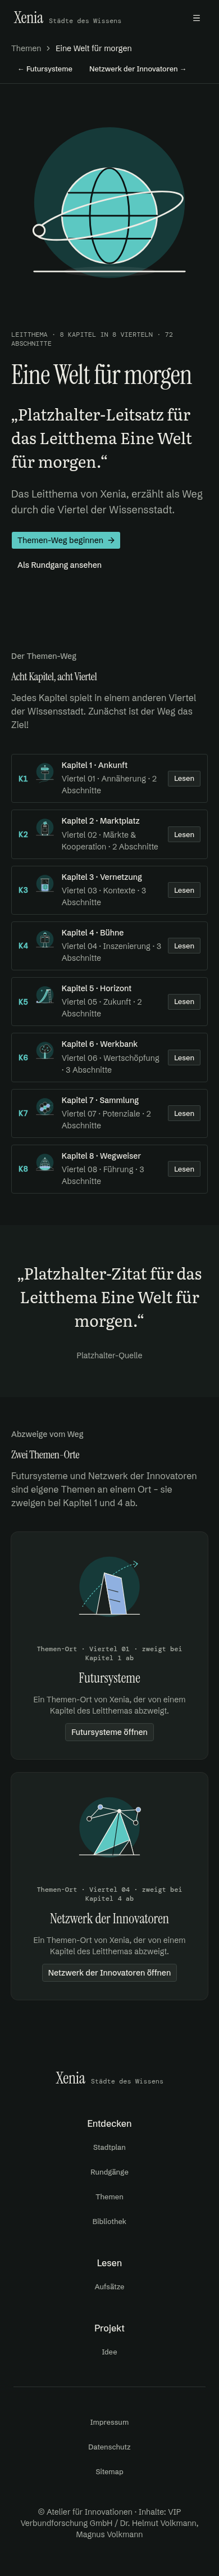 Xenia Städte des Wissens
Themen > Eine Welt für morgen
← Futursysteme Netzwerk der Innovatoren →
LEITTHEMA · 8 KAPITEL IN 8 VIERTELN · 72
ABSCHNITTE
Eine Welt für morgen
„Platzhalter-Leitsatz für
das Leitthema Eine Welt
für morgen.“
Das Leitthema von Xenia, erzählt als Weg
durch die Viertel der Wissensstadt.
Themen-Weg beginnen →
Als Rundgang ansehen
Der Themen-Weg
Acht Kapitel, acht Viertel
Jedes Kapitel spielt in einem anderen Viertel
der Wissensstadt. Zunächst ist der Weg das
Ziel!
K1
Kapitel 1 · Ankunft
Viertel 01 · Annäherung · 2
Abschnitte
Lesen
K2
Kapitel 2 · Marktplatz
Viertel 02 · Märkte &
Kooperation · 2 Abschnitte
Lesen
K3
Kapitel 3 · Vernetzung
Viertel 03 · Kontexte · 3
Abschnitte
Lesen
K4
Kapitel 4 · Bühne
Viertel 04 · Inszenierung · 3
Abschnitte
Lesen
K5
Kapitel 5 · Horizont
Viertel 05 · Zukunft · 2
Abschnitte
Lesen
K6
Kapitel 6 · Werkbank
Viertel 06 · Wertschöpfung
· 3 Abschnitte
Lesen
K7
Kapitel 7 · Sammlung
Viertel 07 · Potenziale · 2
Abschnitte
Lesen
K8
Kapitel 8 · Wegweiser
Viertel 08 · Führung · 3
Abschnitte
Lesen
„Platzhalter-Zitat für das
Leitthema Eine Welt für
morgen.“
Platzhalter-Quelle
Abzweige vom Weg
Zwei Themen-Orte
Futursysteme und Netzwerk der Innovatoren
sind eigene Themen an einem Ort – sie
zweigen bei Kapitel 1 und 4 ab.
Themen-Ort · Viertel 01 · zweigt bei
Kapitel 1 ab
Futursysteme
Ein Themen-Ort von Xenia, der von einem
Kapitel des Leitthemas abzweigt.
Futursysteme öffnen
Themen-Ort · Viertel 04 · zweigt bei
Kapitel 4 ab
Netzwerk der Innovatoren
Ein Themen-Ort von Xenia, der von einem
Kapitel des Leitthemas abzweigt.
Netzwerk der Innovatoren öffnen
Xenia Städte des Wissens
Entdecken
Stadtplan
Rundgänge
Themen
Bibliothek
Lesen
Aufsätze
Projekt
Idee
Impressum
Datenschutz
Sitemap
© Atelier für Innovationen · Inhalte: VIP
Verbundforschung GmbH / Dr. Helmut Volkmann,
Magnus Volkmann